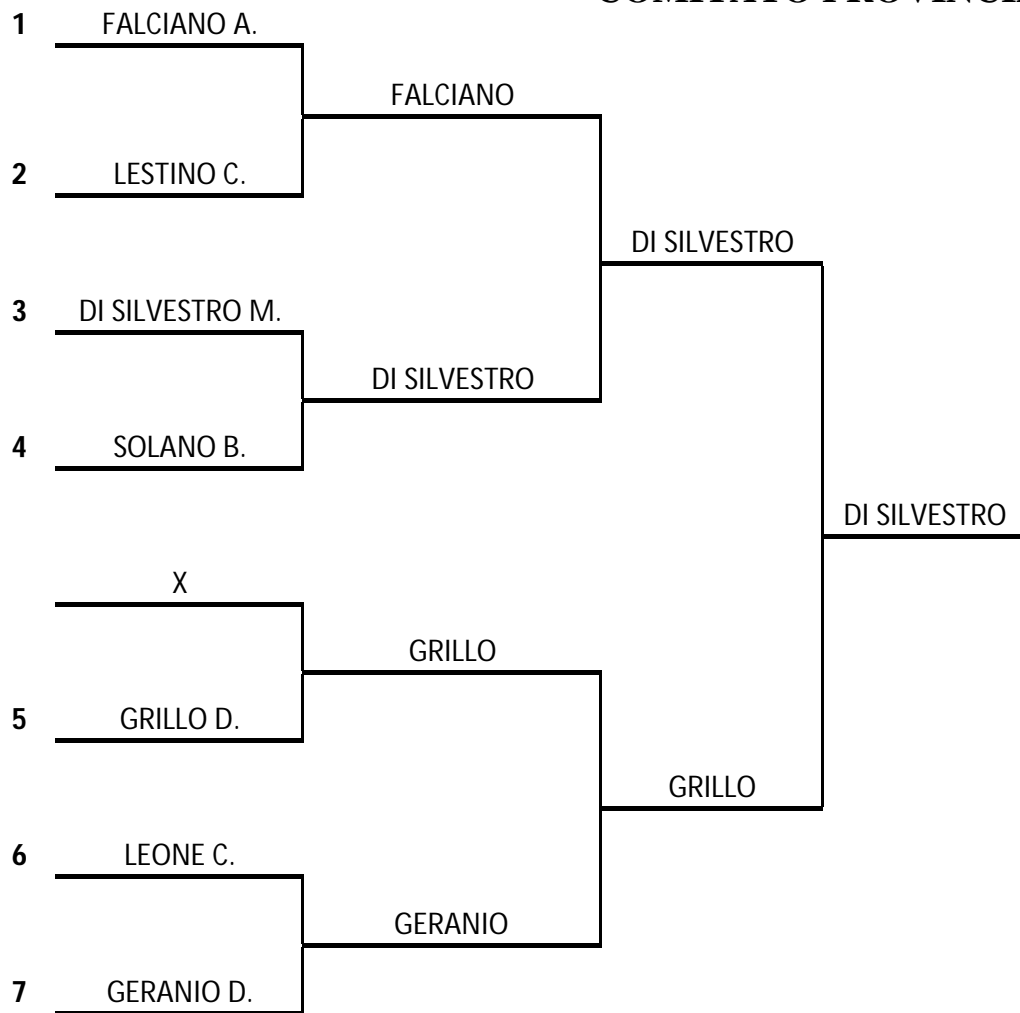 1 FALCIANO A.
FALCIANO
2 LESTINO C.
DI SILVESTRO
3 DI SILVESTRO M.
DI SILVESTRO
4 SOLANO B.
DI SILVESTRO
X
GRILLO
5 GRILLO D.
GRILLO
6 LEONE C.
GERANIO
7 GERANIO D.